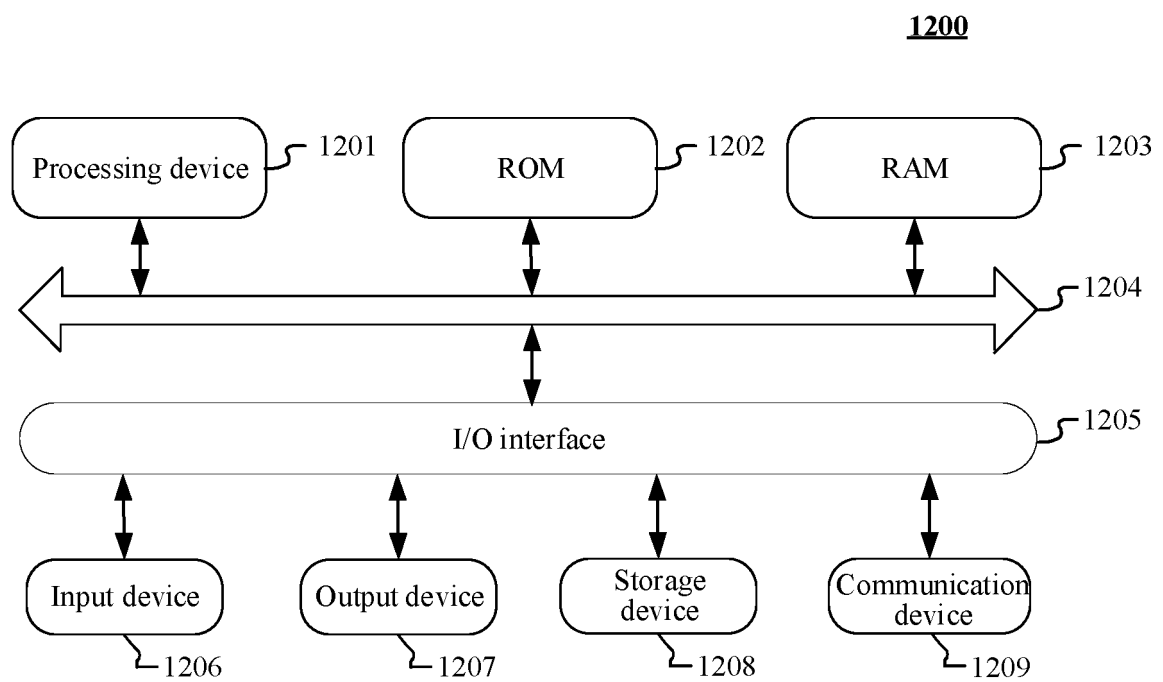 1200
Processing device
1201
ROM
1202
RAM
1203
1204
I/O interface
1205
Input device
Output device
Storage
device
Communication
device
1206
1207
1208
1209